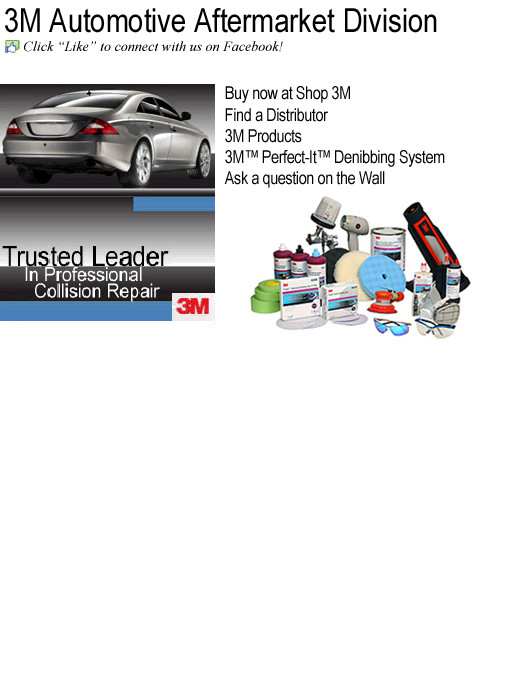 3M Automotive Aftermarket Division
Click “Like” to connect with us on Facebook!
Buy now at Shop 3M
Find a Distributor
3M Products
3M™ Perfect-It™ Denibbing System
Ask a question on the Wall
Trusted Leader
In Professional
Collision Repair
3M